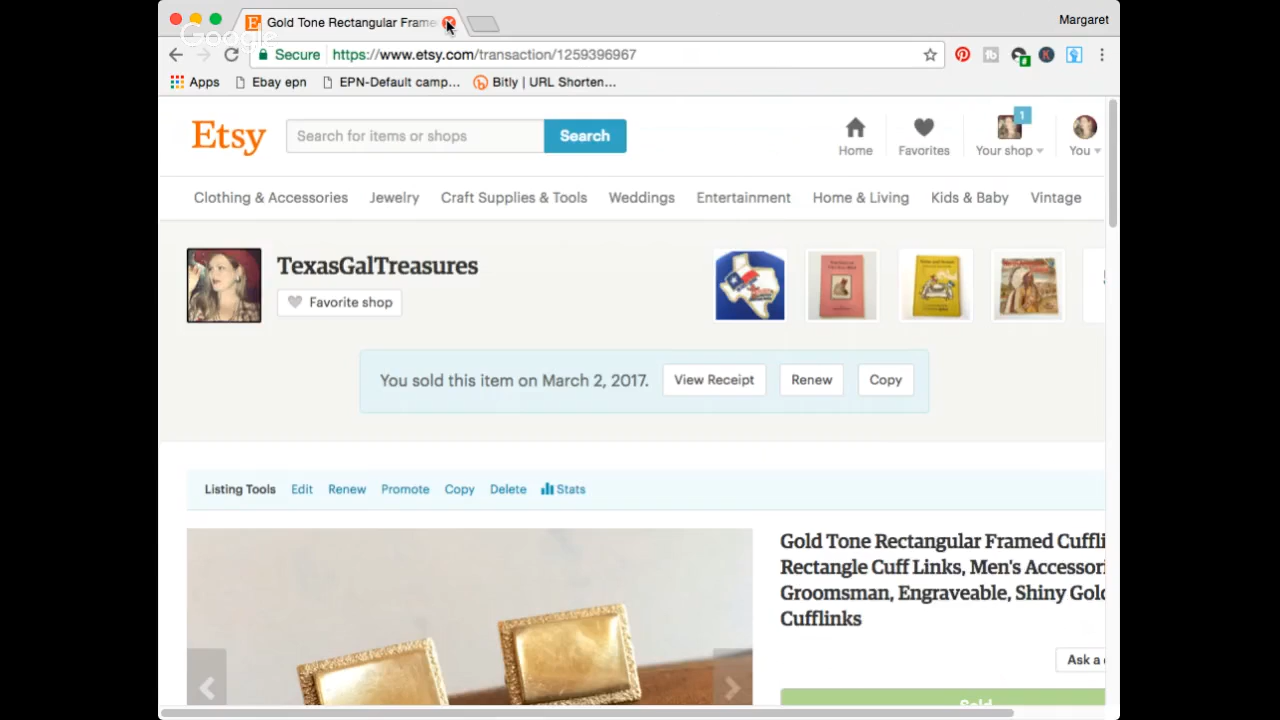 Gold Tone Rectangular Frame
Margaret
Google
Secure https://www.etsy.com/transaction/1259396967
Apps Ebay epn EPN-Default camp... Bitly | URL Shorten...
Etsy Search for items or shops Search
1
Home Favorites Your shop You
Clothing & Accessories Jewelry Craft Supplies & Tools Weddings Entertainment Home & Living Kids & Baby Vintage
TexasGalTreasures
Favorite shop
You sold this item on March 2, 2017. View Receipt Renew Copy
Listing Tools Edit Renew Promote Copy Delete Stats
Gold Tone Rectangular Framed Cuffli
Rectangle Cuff Links, Men's Accessori
Groomsman, Engraveable, Shiny Gol
Cufflinks
Ask a
Sold